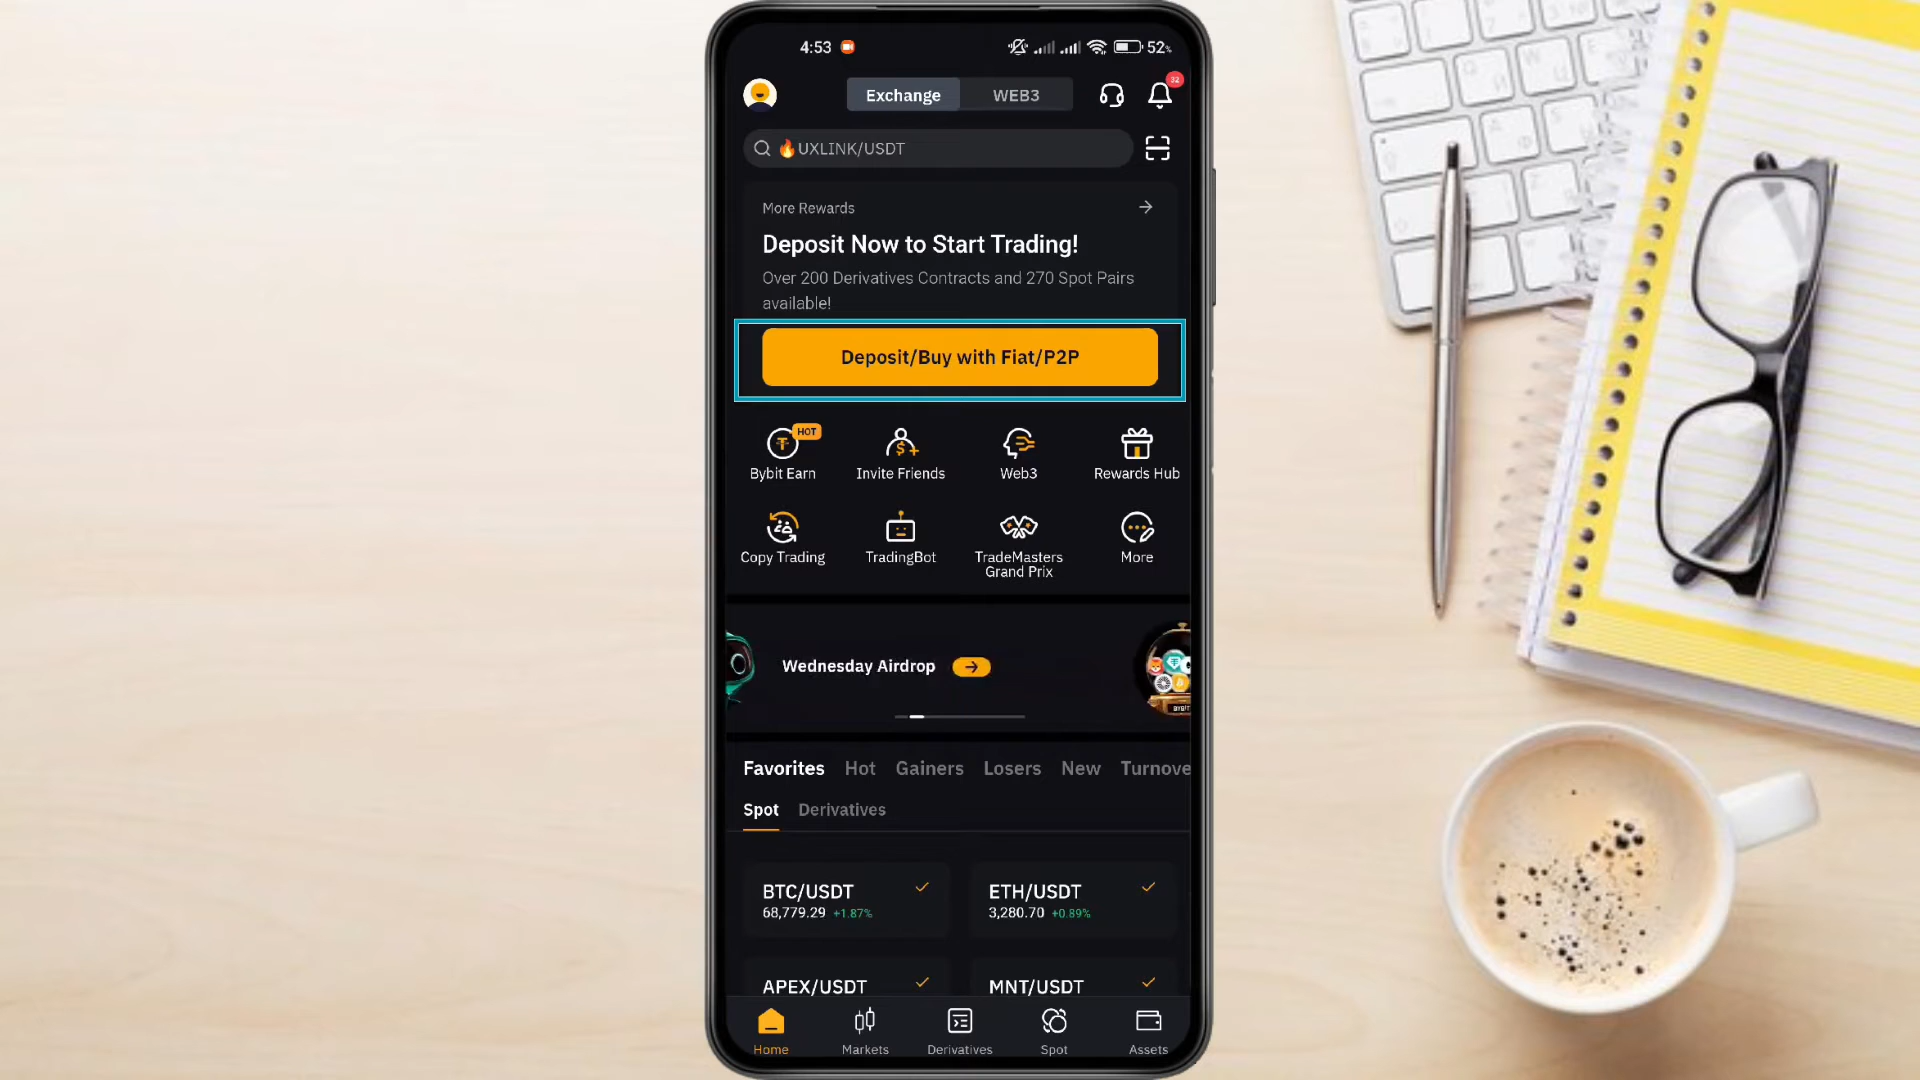 4:53
52%
Exchange
WEB3
32
🔥UXLINK/USDT
More Rewards
Deposit Now to Start Trading!
Over 200 Derivatives Contracts and 270 Spot Pairs
available!
Deposit/Buy with Fiat/P2P
HOT
Bybit Earn
Invite Friends
Web3
Rewards Hub
Copy Trading
TradingBot
TradeMasters
Grand Prix
More
Wednesday Airdrop
Favorites
Hot
Gainers
Losers
New
Turnove
Spot
Derivatives
BTC/USDT
68,779.29 +1.87%
ETH/USDT
3,280.70 +0.89%
APEX/USDT
MNT/USDT
Home
Markets
Derivatives
Spot
Assets